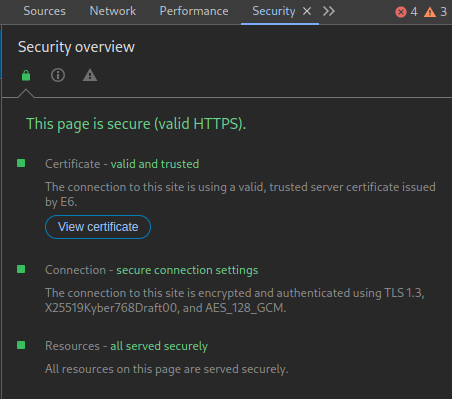 Sources Network Performance Security 4 3
Security overview
This page is secure (valid HTTPS).
Certificate - valid and trusted
The connection to this site is using a valid, trusted server certificate issued
by E6.
View certificate
Connection - secure connection settings
The connection to this site is encrypted and authenticated using TLS 1.3,
X25519Kyber768Draft00, and AES_128_GCM.
Resources - all served securely
All resources on this page are served securely.